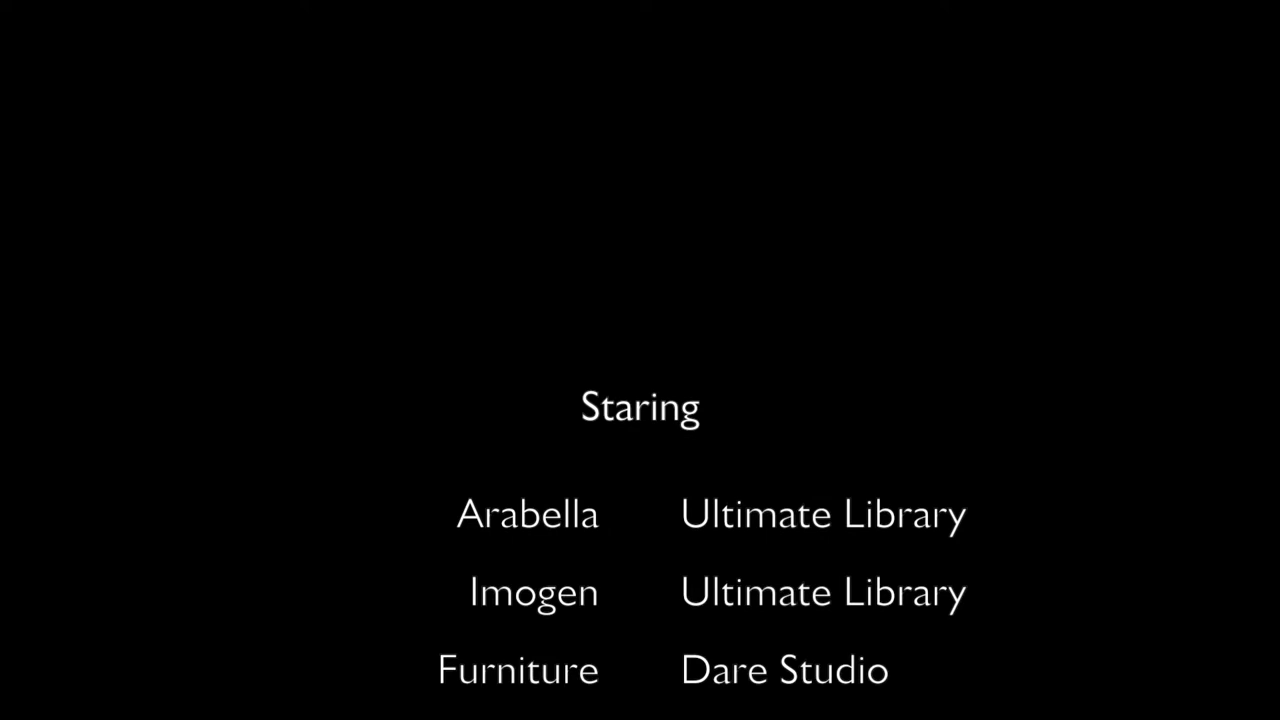 Staring
Arabella Ultimate Library
Imogen Ultimate Library
Furniture Dare Studio